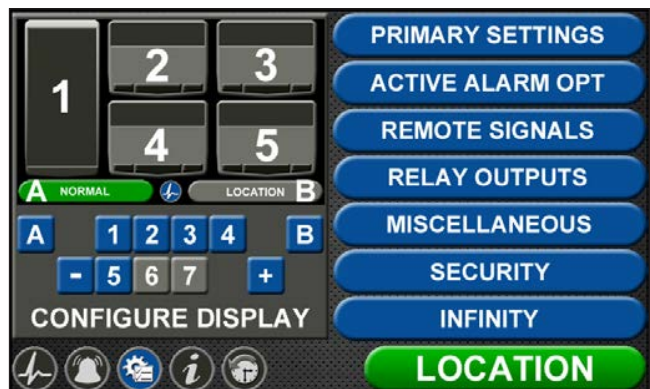 1
2
3
4
5
A NORMAL LOCATION B
A 1 2 3 4 B
- 5 6 7 +
CONFIGURE DISPLAY
PRIMARY SETTINGS
ACTIVE ALARM OPT
REMOTE SIGNALS
RELAY OUTPUTS
MISCELLANEOUS
SECURITY
INFINITY
i
LOCATION